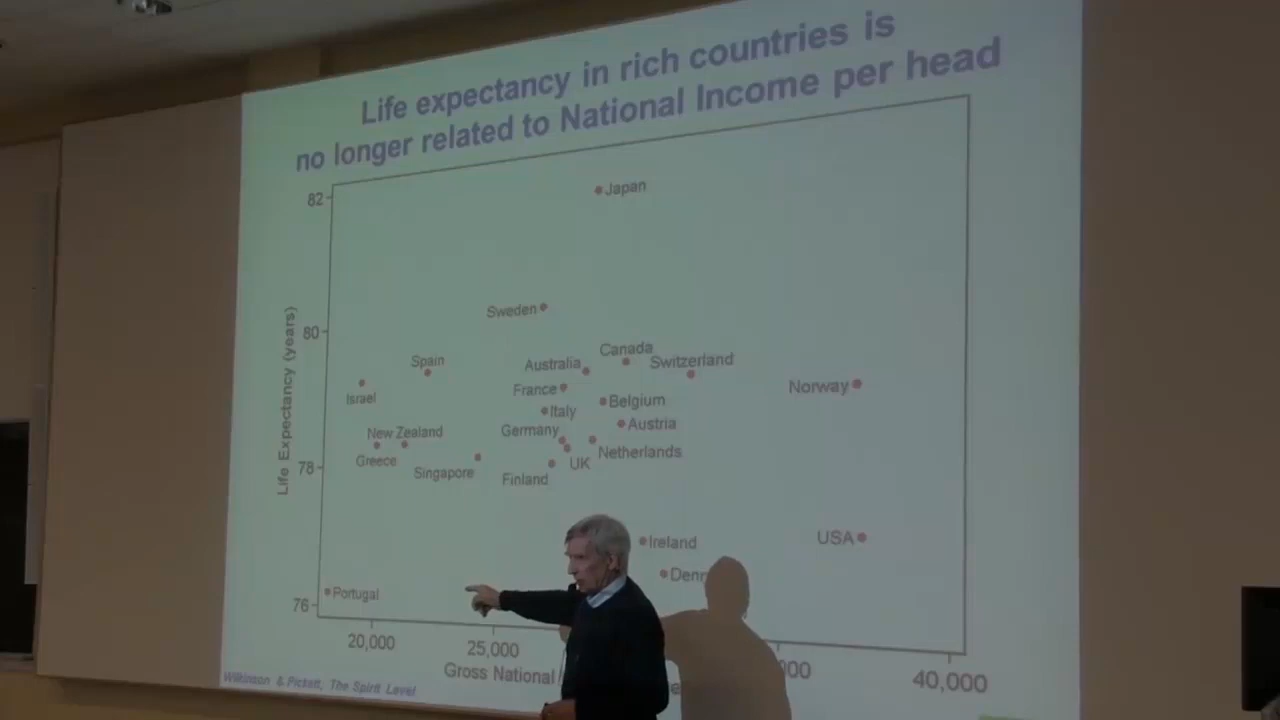 Life expectancy in rich countries is
no longer related to National Income per head
82
Japan
Sweden
80
Life Expectancy (years)
Canada
Spain
Australia
Switzerland
Israel
France
Norway
Italy
Belgium
New Zealand
Germany
Austria
Greece
Netherlands
78
Singapore
UK
Finland
Ireland
USA
Portugal
76
20,000
25,000
40,000
Gross National
Wilkinson & Pickett, The Spirit Level